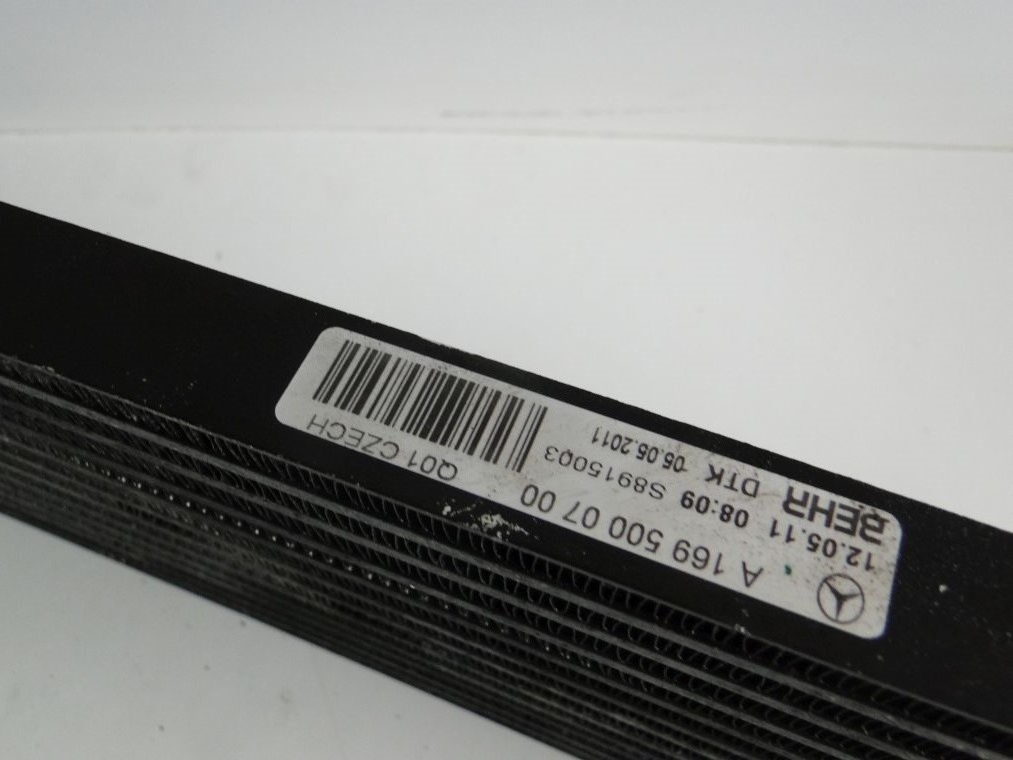 A 169 500 07 00 Q01 CZECH
12.05.11 08:09 S8915003
BEHR DTK 05.05.2011